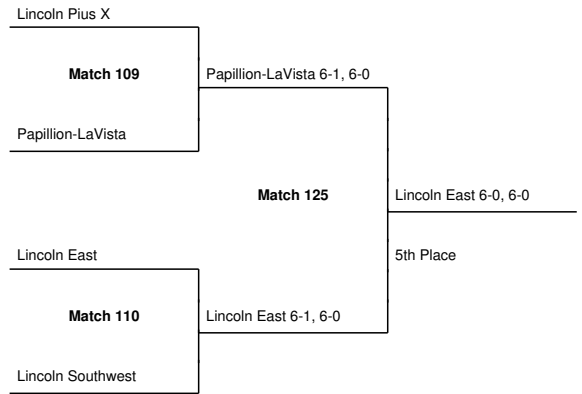 Lincoln Pius X
Match 109
Papillion-LaVista 6-1, 6-0
Papillion-LaVista
Match 125
Lincoln East 6-0, 6-0
Lincoln East
5th Place
Match 110
Lincoln East 6-1, 6-0
Lincoln Southwest